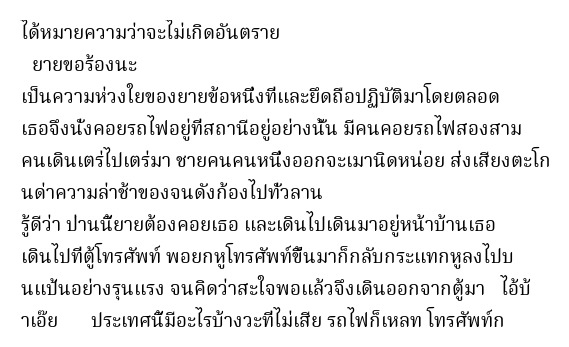 ได้หมายความว่าจะไม่เกิดอันตราย
ยายขอร้องนะ
เป็นความห่วงใยของยายข้อหนึ่งที่และยึดถือปฏิบัติมาโดยตลอด
เธอจึงนั่งคอยรถไฟอยู่ที่สถานีอยู่อย่างนั้น มีคนคอยรถไฟสองสาม
คนเดินเตร่ไปเตร่มา ชายคนคนหนึ่งออกจะเมานิดหน่อย ส่งเสียงตะโก
นด่าความล่าช้าของจนดังก้องไปทั่วลาน
รู้ดีว่า ปานนี้ยายต้องคอยเธอ และเดินไปเดินมาอยู่หน้าบ้านเธอ
เดินไปที่ตู้โทรศัพท์ พอยกหูโทรศัพท์ขึ้นมาก็กลับกระแทกหูลงไปบ
นแป้นอย่างรุนแรง จนคิดว่าสะใจพอแล้วจึงเดินออกจากตู้มา ไอ้บ้
าเอ๊ย ประเทศนี้มีอะไรบ้างวะที่ไม่เสีย รถไฟก็เหลท โทรศัพท์ก